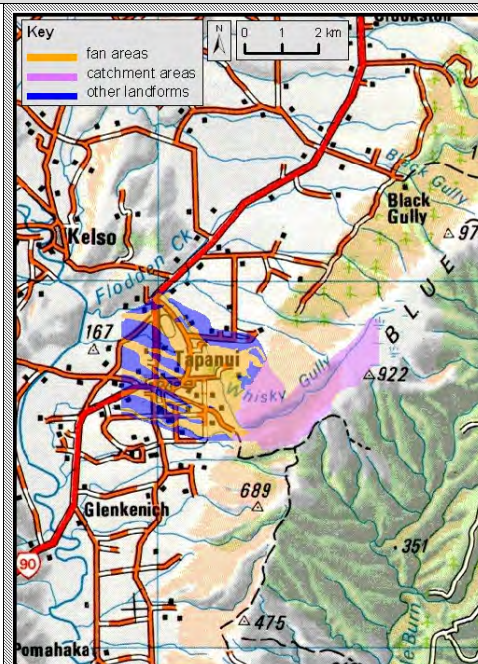 Key
fan areas
catchment areas
other landforms
N
0 1 2 km
Black Gully
Black
Gully
97
Kelso
Flodden Ck
BLUE
167
Tapanui
922
Whisky Gully
689
Glenkenich
351
90
475
Pomahaka
e Burn